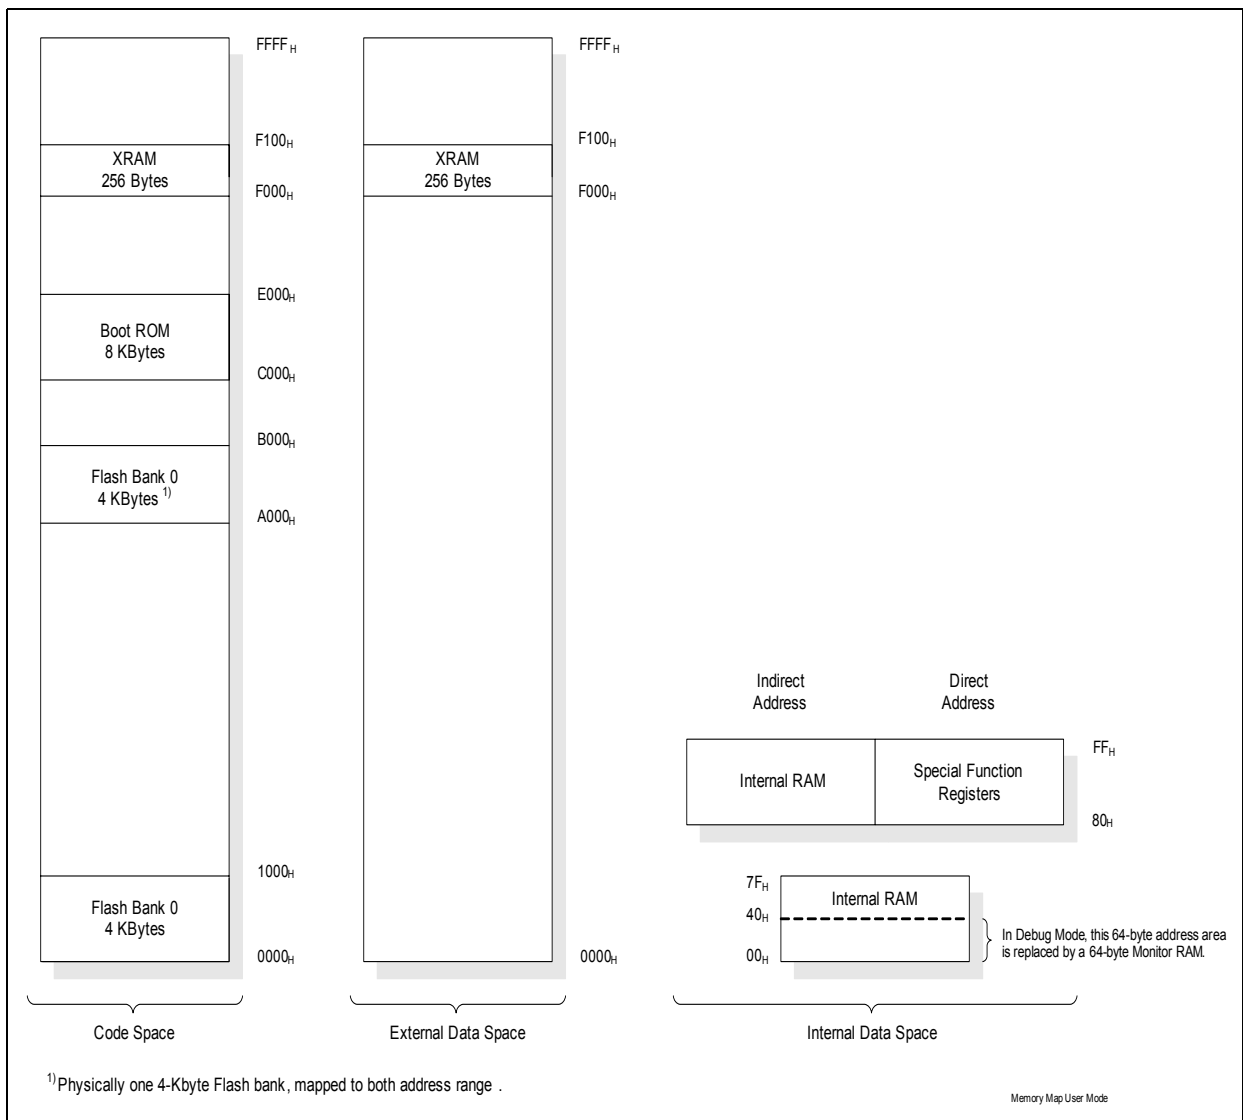 FFFFH
F100H
XRAM
256 Bytes
F000H
E000H
Boot ROM
8 KBytes
C000H
B000H
Flash Bank 0
4 KBytes 1)
A000H
1000H
Flash Bank 0
4 KBytes
0000H
Code Space
FFFFH
F100H
XRAM
256 Bytes
F000H
0000H
External Data Space
Indirect
Address
Direct
Address
FFH
Internal RAM
Special Function
Registers
80H
7FH
Internal RAM
40H
In Debug Mode, this 64-byte address area
is replaced by a 64-byte Monitor RAM.
00H
Internal Data Space
1) Physically one 4-Kbyte Flash bank, mapped to both address range .
Memory Map User Mode